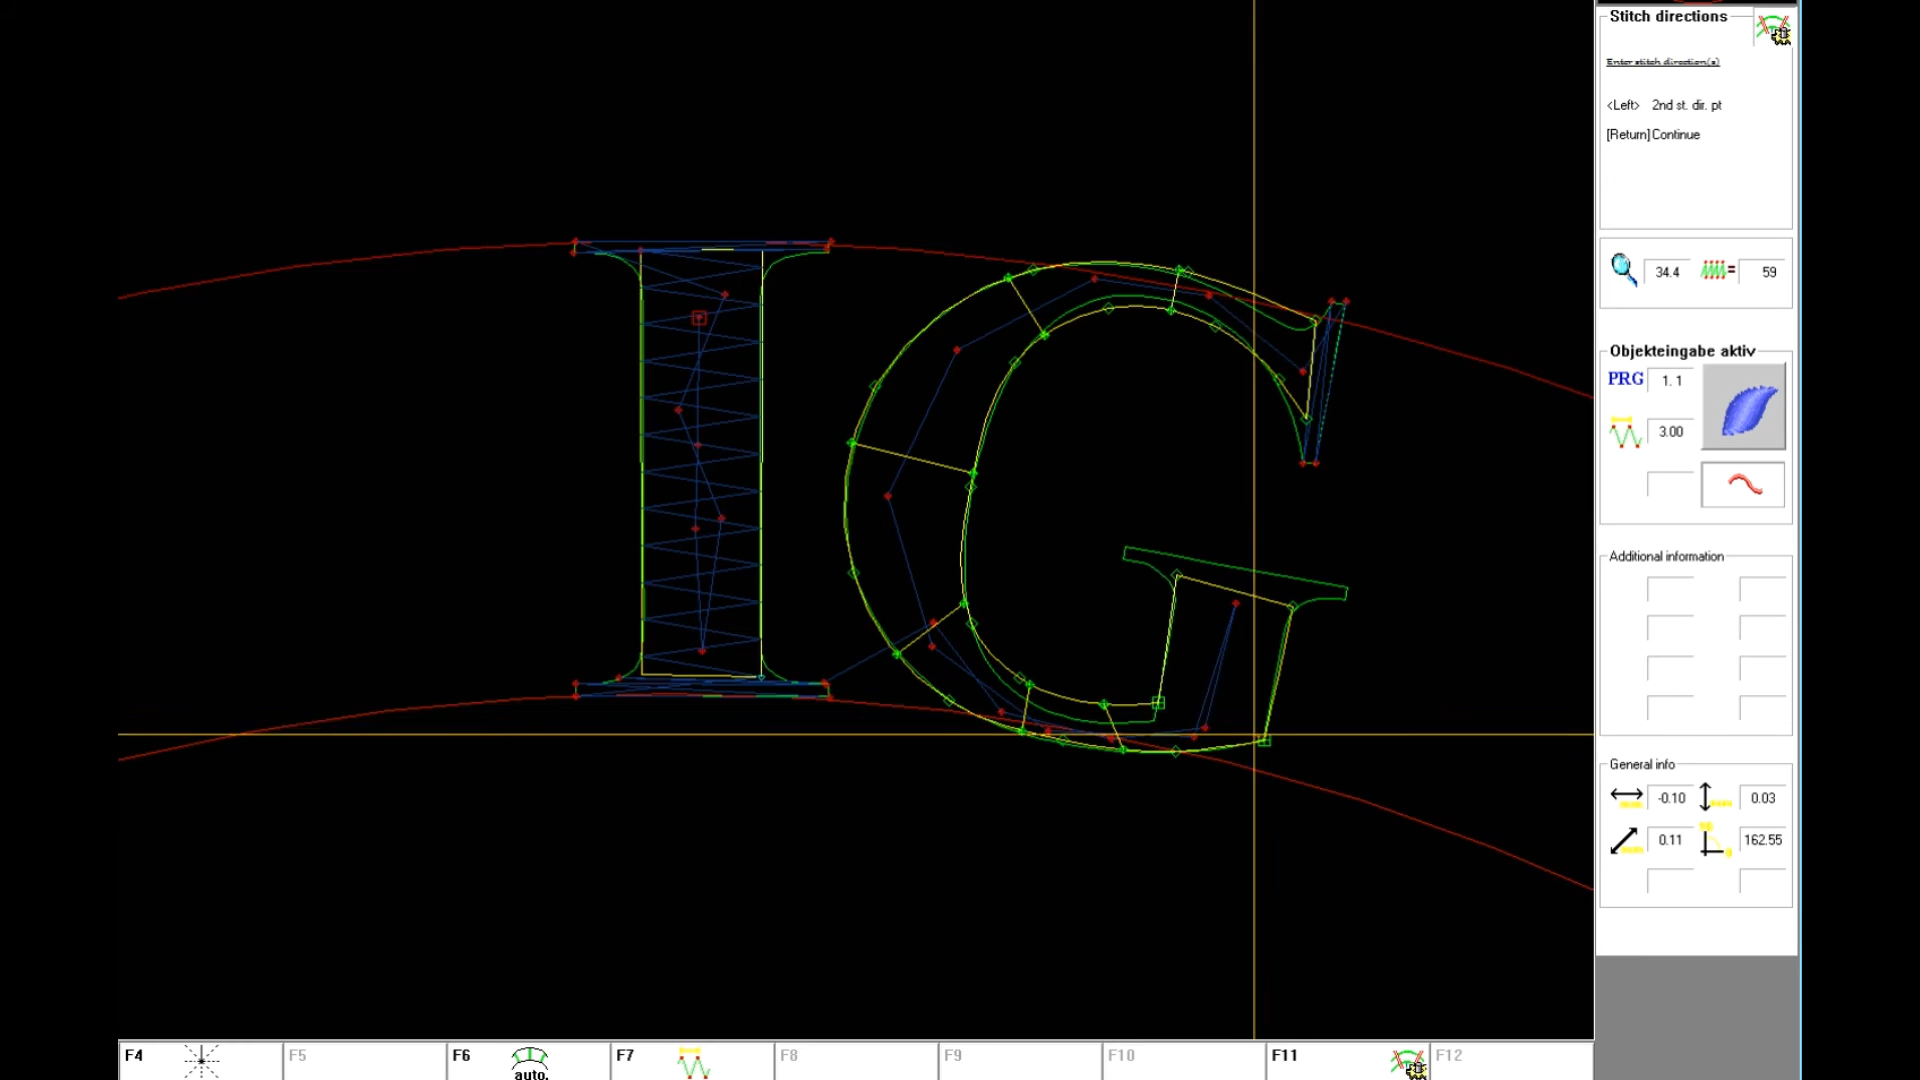 IG
Stitch directions
Enter stitch direction(s)
<Left> 2nd st. dir. pt
[Return] Continue
34.4 = 59
Objekteingabe aktiv
PRG 1. 1
3.00
Additional information
General info
-0.10 0.03
0.11 162.55
F4 F5 F6 auto. F7 F8 F9 F10 F11 F12